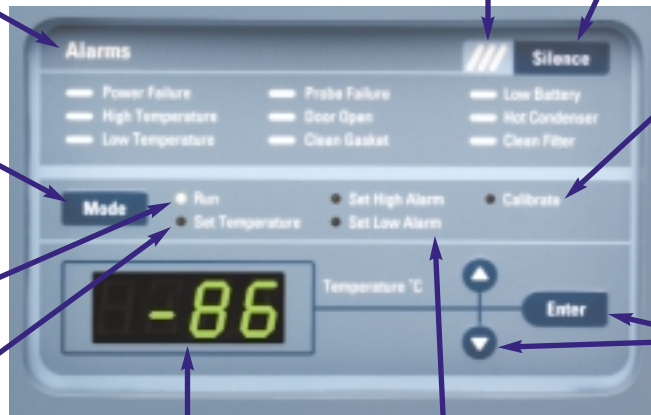 Alarms
Silence
Power Failure Probe Failure Low Battery
High Temperature Door Open Hot Condenser
Low Temperature Clean Gasket Clean Filter
Mode
Run Set High Alarm Calibrate
Set Temperature Set Low Alarm
-86
Temperature °C
Enter